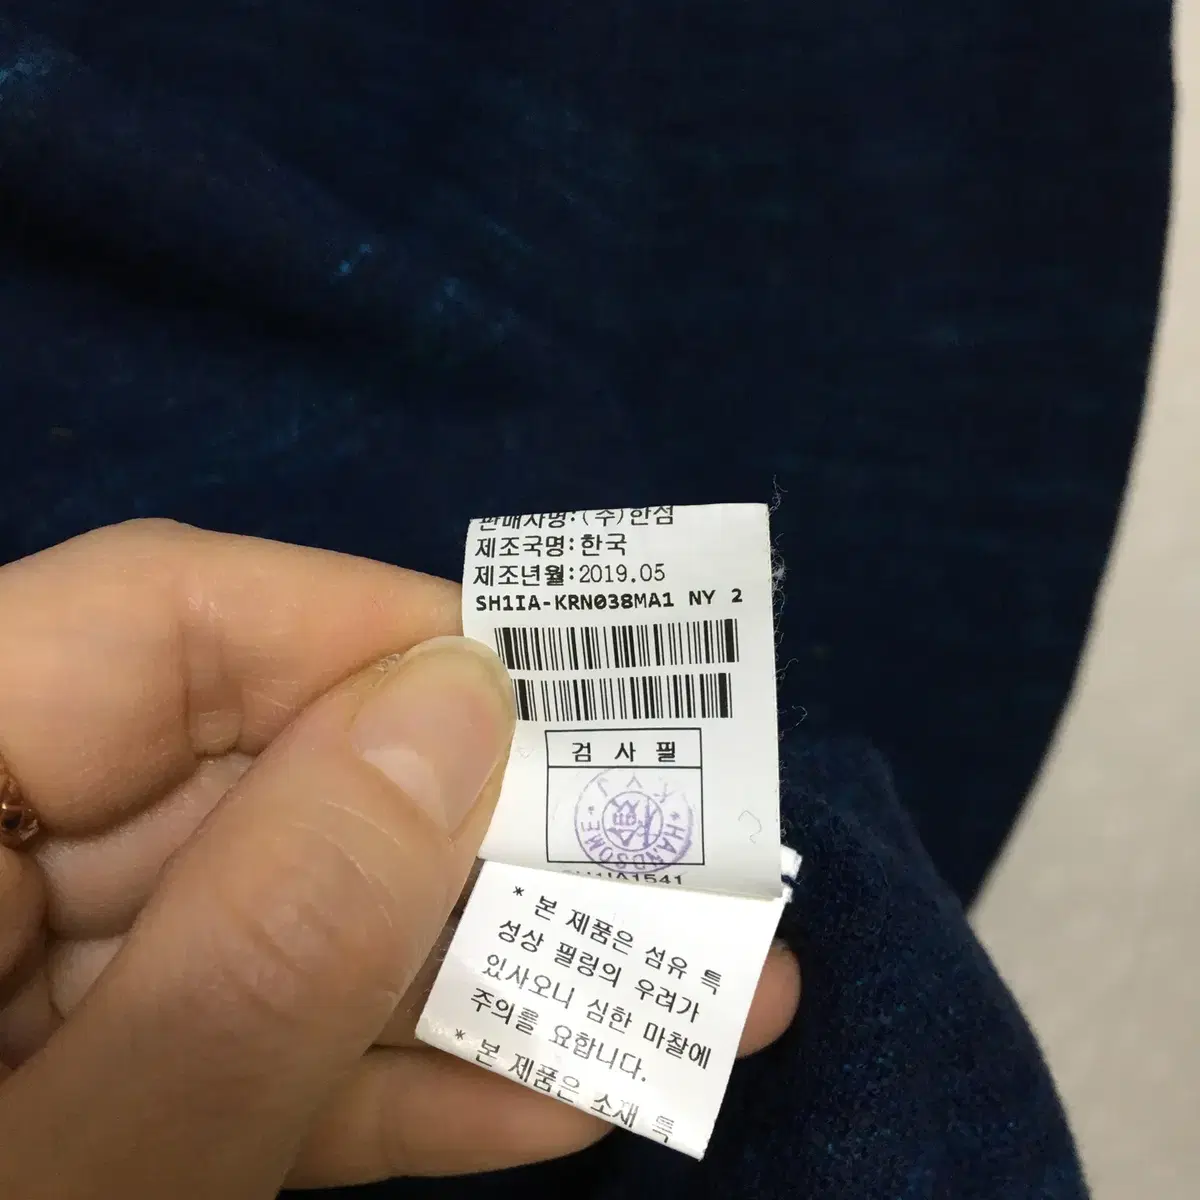 판매자명:(주)한섬
제조국명:한국
제조년월:2019.05
SH1IA-KRN038MA1 NY 2
검 사 필
HANDSOME
* 본 제품은 섬유 특
성상 필링의 우려가
있사오니 심한 마찰에
주의를 요합니다.
* 본 제품은 소재 특